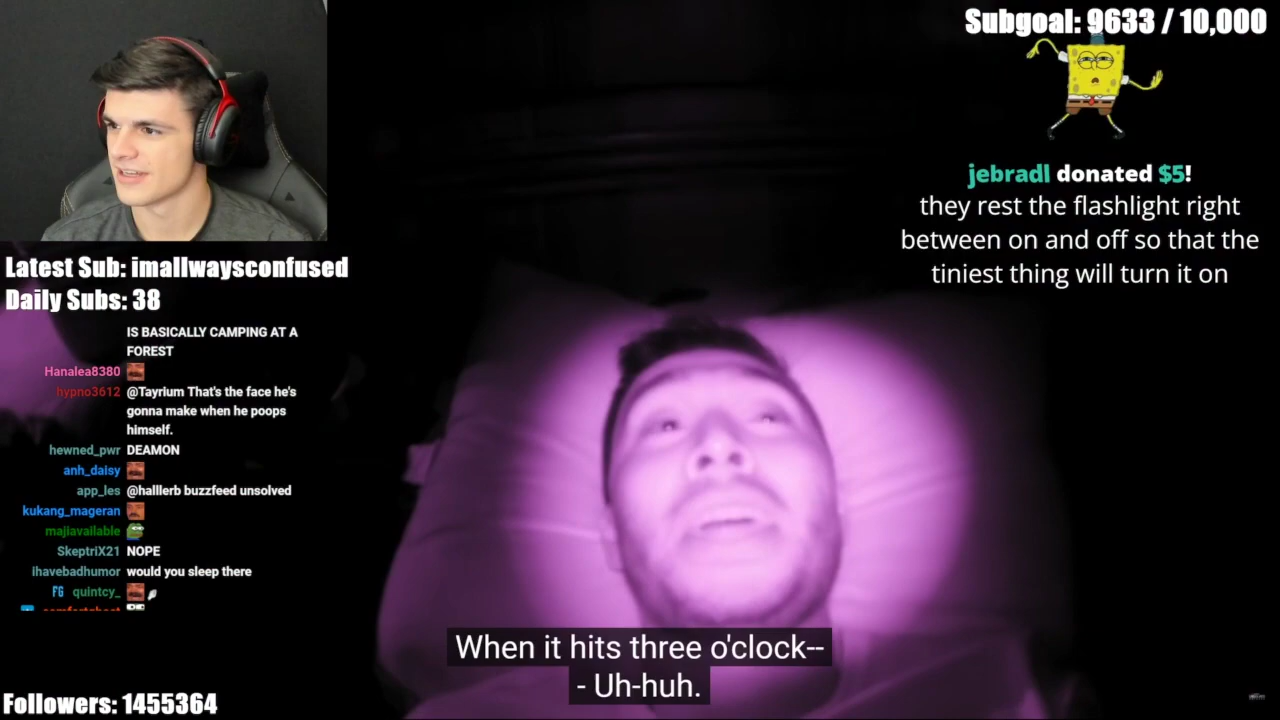 Subgoal: 9633 / 10,000
jebradl donated $5!
they rest the flashlight right
between on and off so that the
tiniest thing will turn it on
Latest Sub: imallwaysconfused
Daily Subs: 38
IS BASICALLY CAMPING AT A
FOREST
Hanalea8380
hypno3612 @Tayrium That's the face he's
gonna make when he poops
himself.
hewned_pwr DEAMON
anh_daisy
app_les @halllerb buzzfeed unsolved
kukang_mageran
majiavailable
SkeptriX21 NOPE
ihavebadhumor would you sleep there
FG quintcy_
When it hits three o'clock--
- Uh-huh.
Followers: 1455364